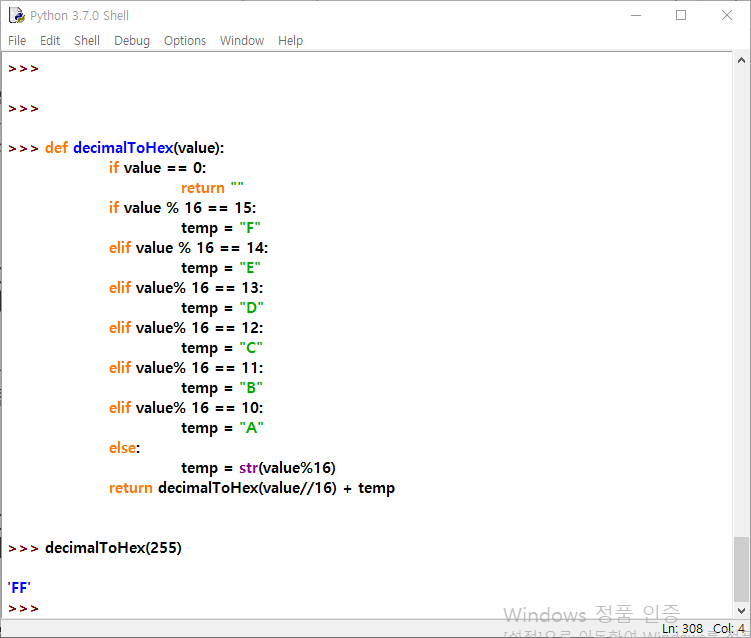 Python 3.7.0 Shell
File Edit Shell Debug Options Window Help
>>>
>>>
>>> def decimalToHex(value):
if value == 0:
return ""
if value % 16 == 15:
temp = "F"
elif value % 16 == 14:
temp = "E"
elif value% 16 == 13:
temp = "D"
elif value% 16 == 12:
temp = "C"
elif value% 16 == 11:
temp = "B"
elif value% 16 == 10:
temp = "A"
else:
temp = str(value%16)
return decimalToHex(value//16) + temp
>>> decimalToHex(255)
'FF'
>>>
Windows 정품 인증
Ln: 308 Col: 4